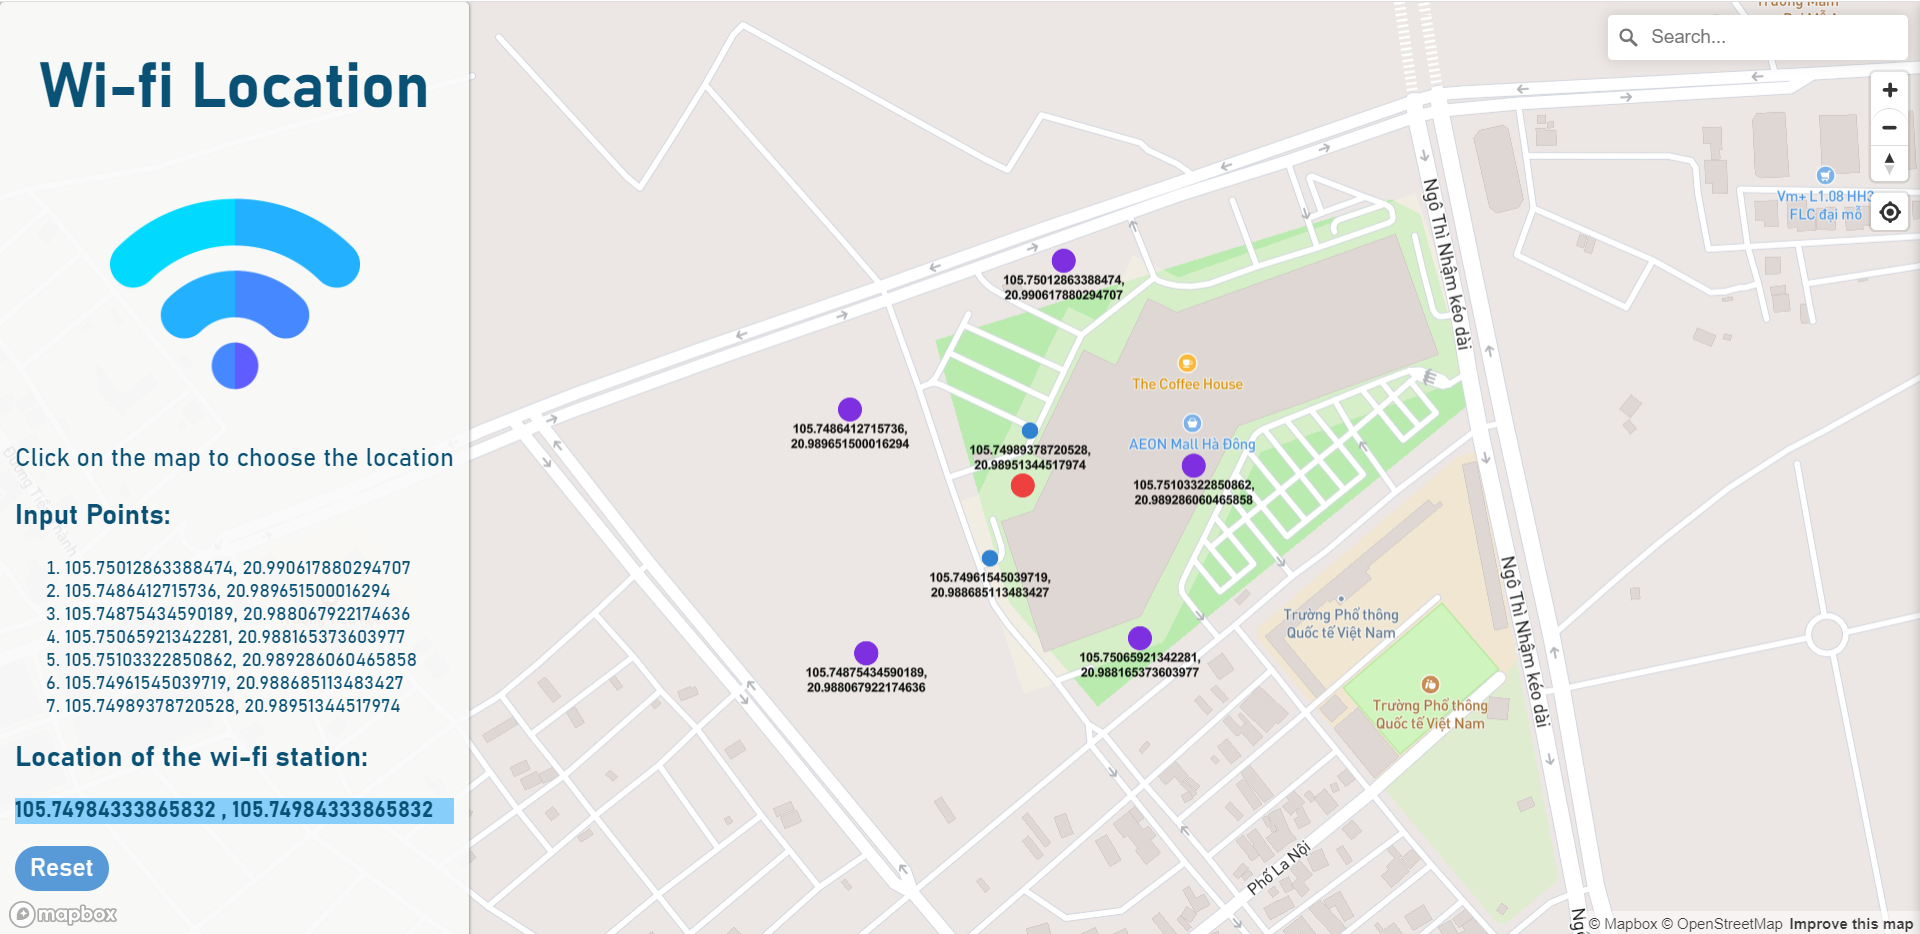 Wi-fi Location
Click on the map to choose the location
Input Points:
1. 105.75012863388474, 20.990617880294707
2. 105.7486412715736, 20.989651500016294
3. 105.74875434590189, 20.988067922174636
4. 105.75065921342281, 20.988165373603977
5. 105.75103322850862, 20.989286060465858
6. 105.74961545039719, 20.988685113483427
7. 105.74989378720528, 20.98951344517974
Location of the wi-fi station:
105.74984333865832 , 105.74984333865832
Reset
mapbox
Search...
Vm+ L1.08 HH3
FLC đại mỗ
Ngô Thì Nhậm kéo dài
105.75012863388474,
20.990617880294707
The Coffee House
AEON Mall Hà Đông
105.7486412715736,
20.989651500016294
105.74989378720528,
20.98951344517974
105.75103322850862,
20.989286060465858
105.74961545039719,
20.988685113483427
Trường Phổ thông
Quốc tế Việt Nam
Ngô Thì Nhậm kéo dài
105.74875434590189,
20.988067922174636
105.75065921342281,
20.988165373603977
Trường Phổ thông
Quốc tế Việt Nam
Phố La Nội
© Mapbox © OpenStreetMap Improve this map